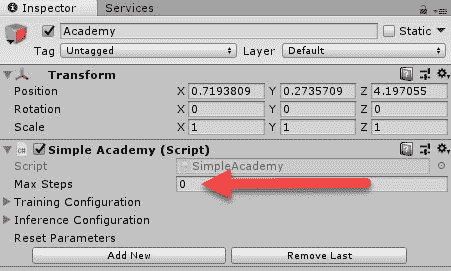 Inspector
Services
Academy
Static
Tag Untagged Layer Default
Transform
Position X 0.7193809 Y 0.2735709 Z 4.197055
Rotation X 0 Y 0 Z 0
Scale X 1 Y 1 Z 1
Simple Academy (Script)
Script SimpleAcademy
Max Steps 0
Training Configuration
Inference Configuration
Reset Parameters
Add New Remove Last